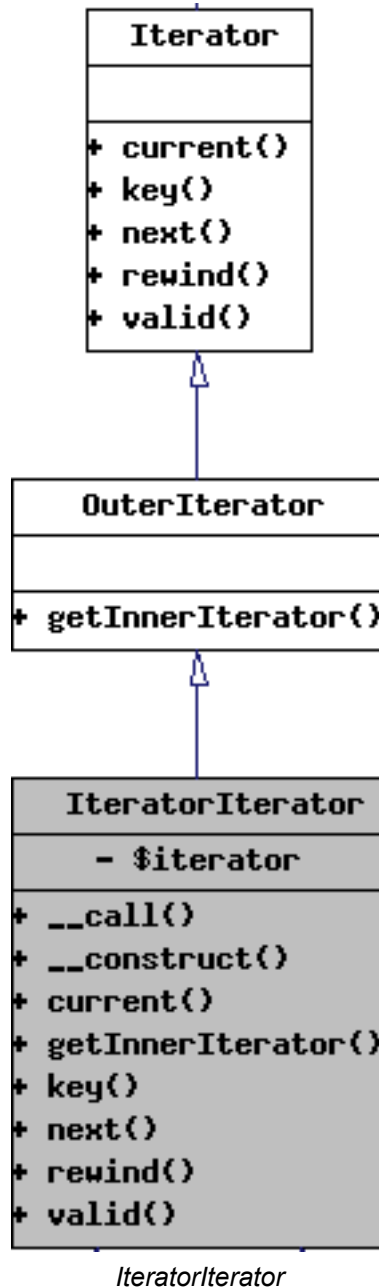 Iterator
+ current()
+ key()
+ next()
+ rewind()
+ valid()
OuterIterator
+ getInnerIterator()
IteratorIterator
- $iterator
+ __call()
+ __construct()
+ current()
+ getInnerIterator()
+ key()
+ next()
+ rewind()
+ valid()
IteratorIterator